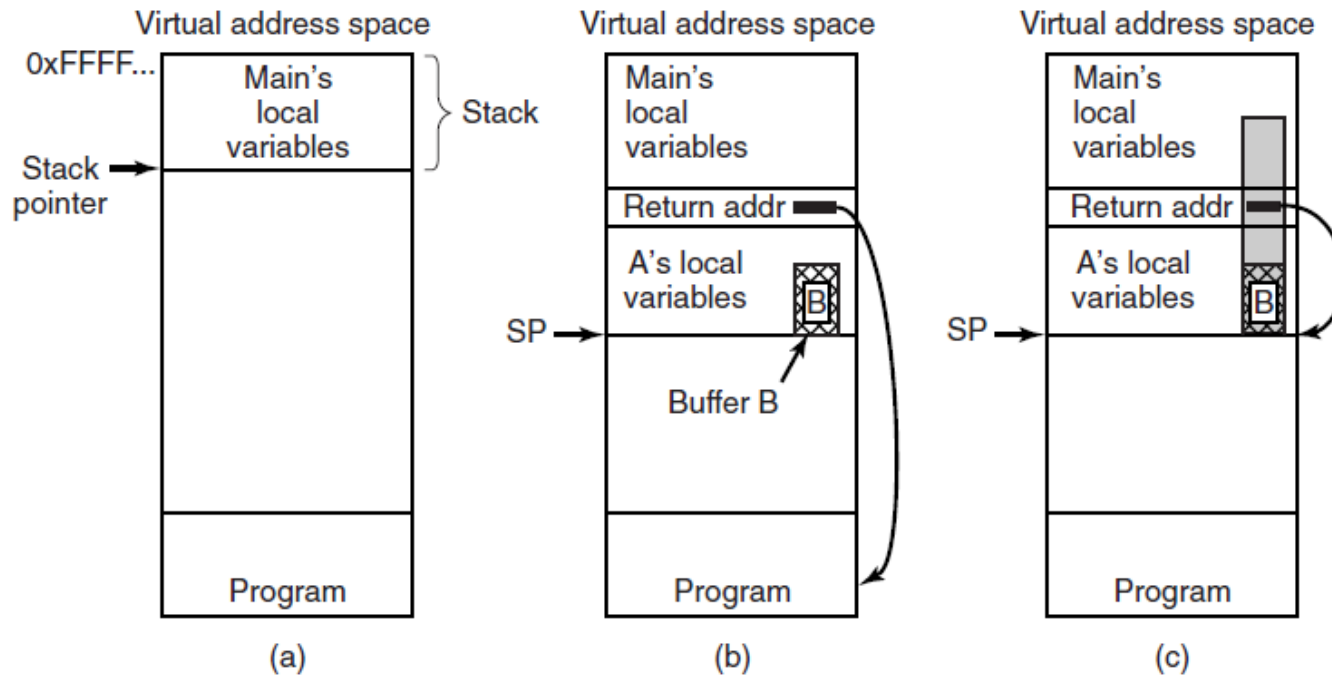 Virtual address space
0xFFFF...
Main's
local
variables
Stack
Stack
pointer
Program
(a)
Virtual address space
Main's
local
variables
Return addr
A's local
variables
B
SP
Buffer B
Program
(b)
Virtual address space
Main's
local
variables
Return addr
A's local
variables
B
SP
Program
(c)